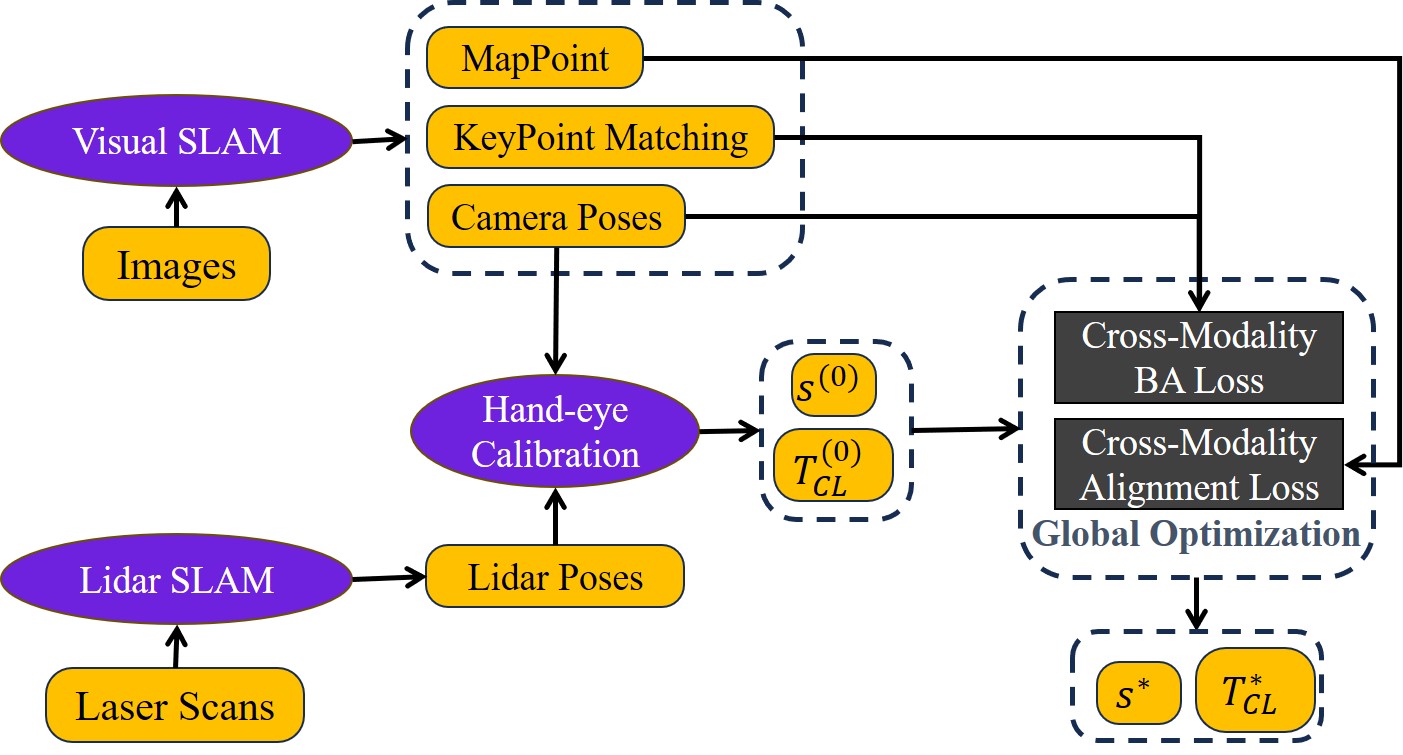 MapPoint
Visual SLAM
KeyPoint Matching
Camera Poses
Images
Cross-Modality
BA Loss
s^{(0)}
Hand-eye
Calibration
T_{CL}^{(0)}
Cross-Modality
Alignment Loss
Global Optimization
Lidar SLAM
Lidar Poses
Laser Scans
s^*
T_{CL}^*